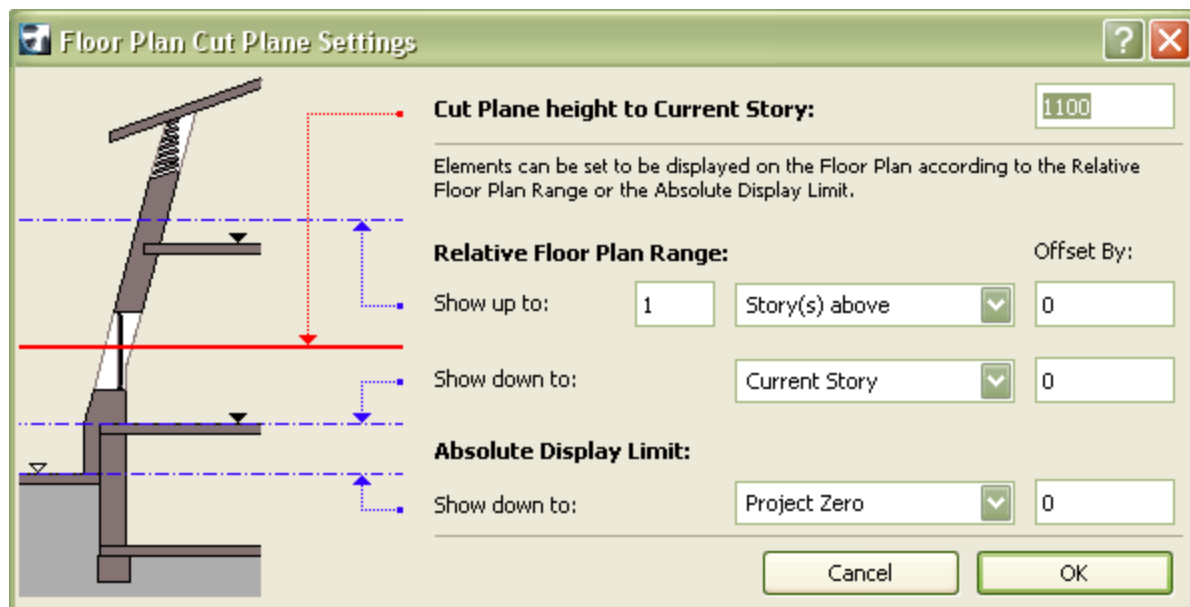 Floor Plan Cut Plane Settings
Cut Plane height to Current Story: 1100
Elements can be set to be displayed on the Floor Plan according to the Relative
Floor Plan Range or the Absolute Display Limit.
Relative Floor Plan Range: Offset By:
Show up to: 1 Story(s) above 0
Show down to: Current Story 0
Absolute Display Limit:
Show down to: Project Zero 0
Cancel OK